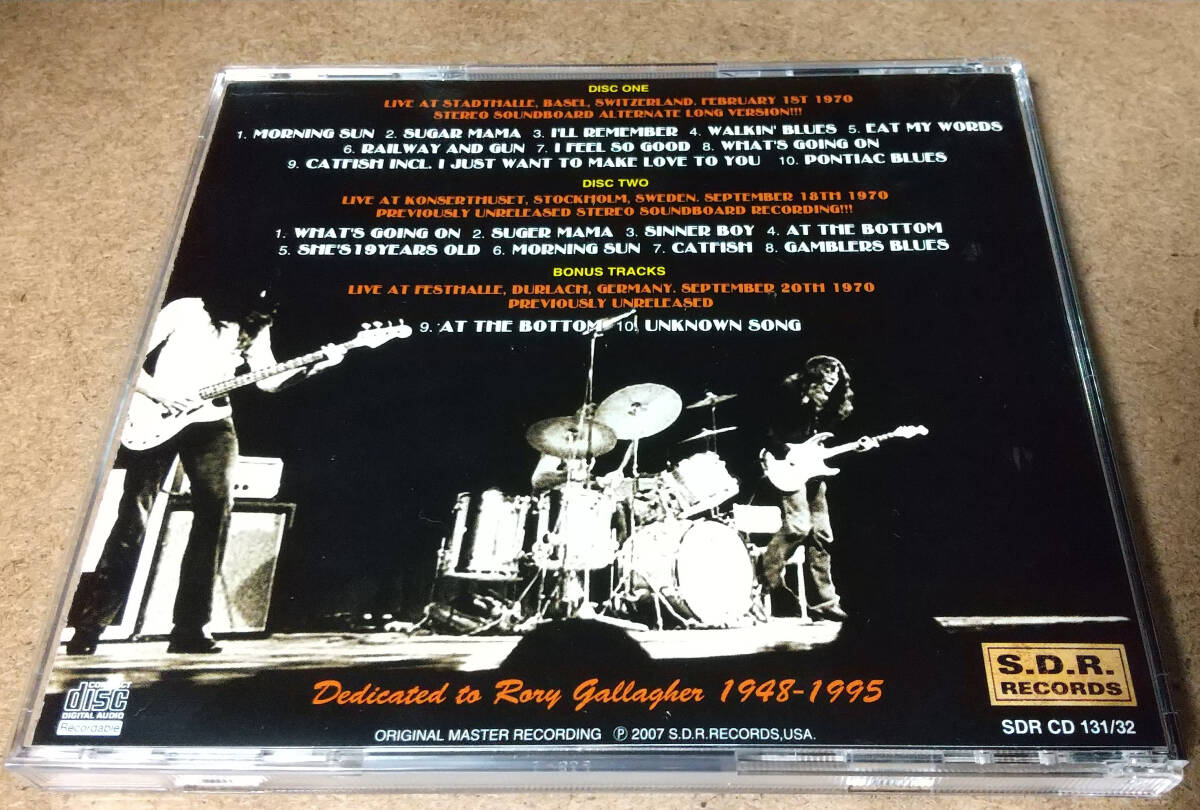 DISC ONE
LIVE AT STADTHALLE, BASEL, SWITZERLAND. FEBRUARY 1ST 1970
STEREO SOUNDBOARD ALTERNATE LONG VERSION!!!
1. MORNING SUN 2. SUGAR MAMA 3. I'LL REMEMBER 4. WALKIN' BLUES 5. EAT MY WORDS
6. RAILWAY AND GUN 7. I FEEL SO GOOD 8. WHAT'S GOING ON
9. CATFISH INCL. I JUST WANT TO MAKE LOVE TO YOU 10. PONTIAC BLUES
DISC TWO
LIVE AT KONSERTHUSET, STOCKHOLM, SWEDEN. SEPTEMBER 18TH 1970
PREVIOUSLY UNRELEASED STEREO SOUNDBOARD RECORDING!!!
1. WHAT'S GOING ON 2. SUGER MAMA 3. SINNER BOY 4. AT THE BOTTOM
5. SHE'S19YEARS OLD 6. MORNING SUN 7. CATFISH 8. GAMBLERS BLUES
BONUS TRACKS
LIVE AT FESTHALLE, DURLACH, GERMANY. SEPTEMBER 20TH 1970
PREVIOUSLY UNRELEASED
9. AT THE BOTTOM 10. UNKNOWN SONG
Dedicated to Rory Gallagher 1948-1995
S.D.R.
RECORDS
COMPACT
disc
DIGITAL AUDIO
Recordable
ORIGINAL MASTER RECORDING Ⓟ 2007 S.D.R.RECORDS,USA.
SDR CD 131/32